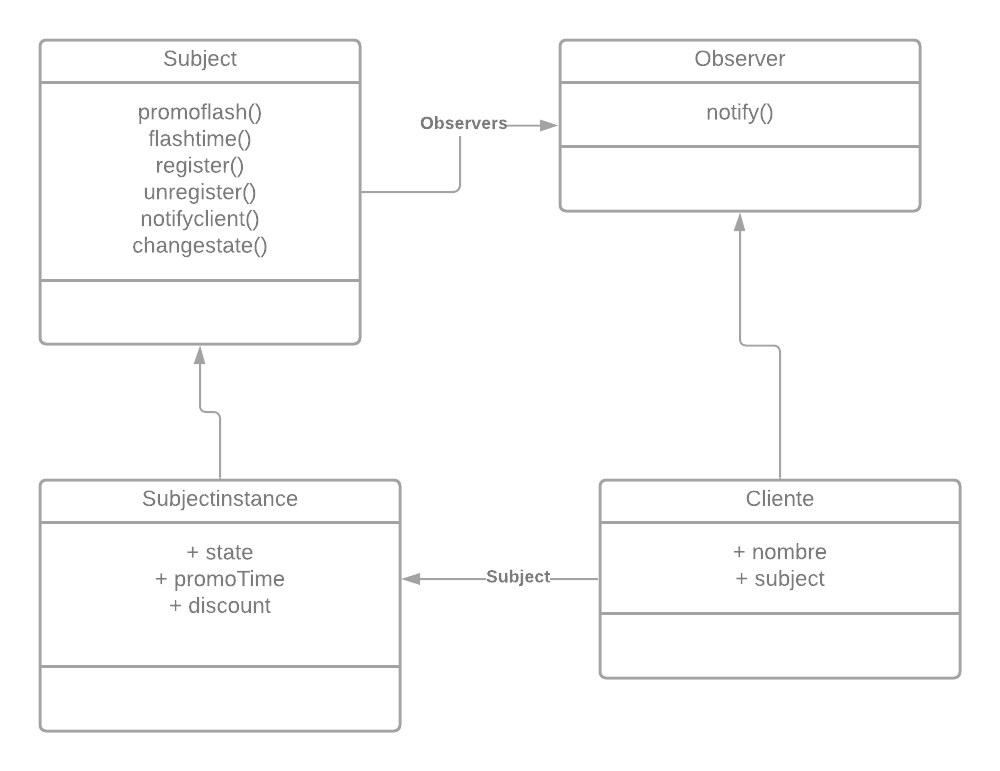 Subject
promoflash()
flashtime()
register()
unregister()
notifyclient()
changestate()
Observers
Observer
notify()
Subjectinstance
+ state
+ promoTime
+ discount
Subject
Cliente
+ nombre
+ subject